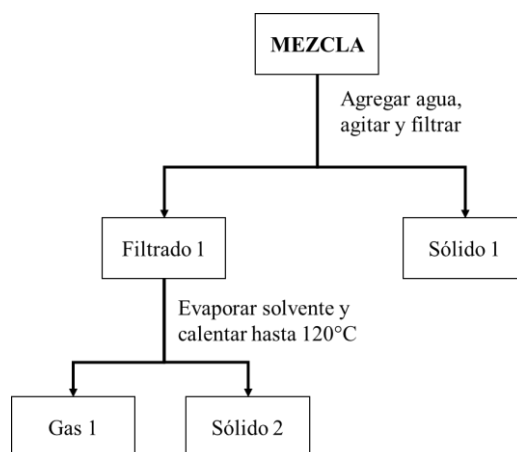 MEZCLA
Agregar agua,
agitar y filtrar
Filtrado 1
Sólido 1
Evaporar solvente y
calentar hasta 120°C
Gas 1
Sólido 2